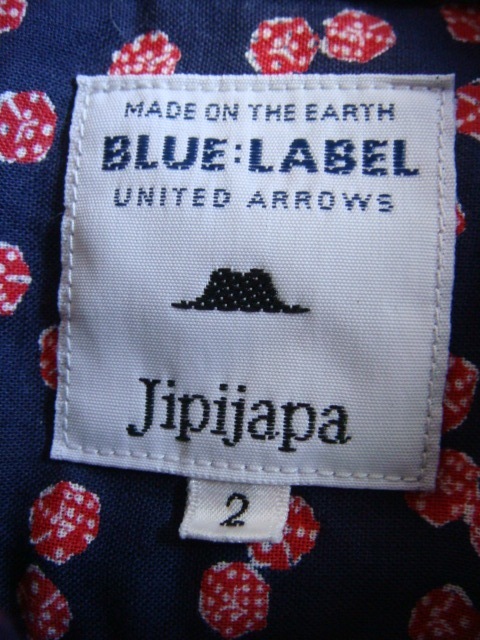 MADE ON THE EARTH
BLUE:LABEL
UNITED ARROWS
Jipijapa
2